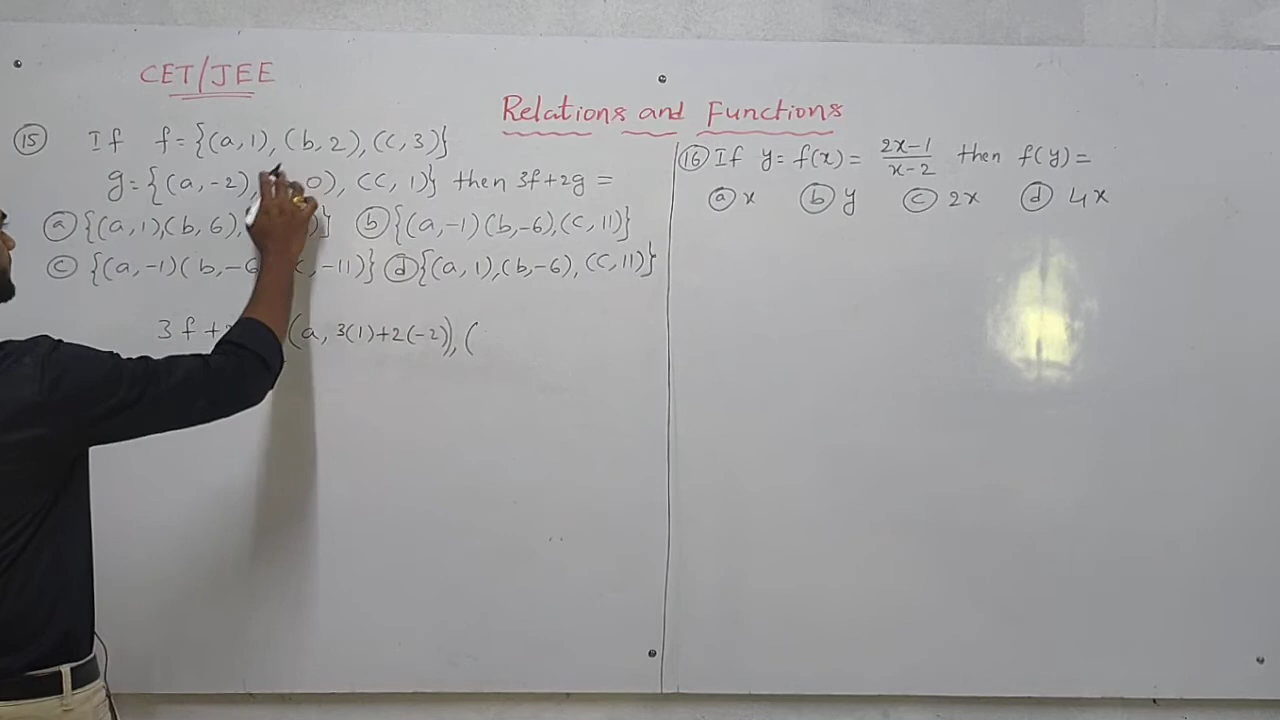 CET/JEE
Relations and Functions
(15) If f = {(a, 1), (b, 2), (c, 3)}
g = {(a, -2), 0), (c, 1)} then 3f + 2g =
(a) {(a, 1), (b, 6), )} (b) {(a, -1) (b, -6), (c, 11)}
(c) {(a, -1) (b, -6 c, -11)} (d) {(a, 1), (b, -6), (c, 11)}
3f + (a, 3(1)+2(-2)), (
(16) If y = f(x) = 2x-1/x-2 then f(y) =
(a) x (b) y (c) 2x (d) 4x